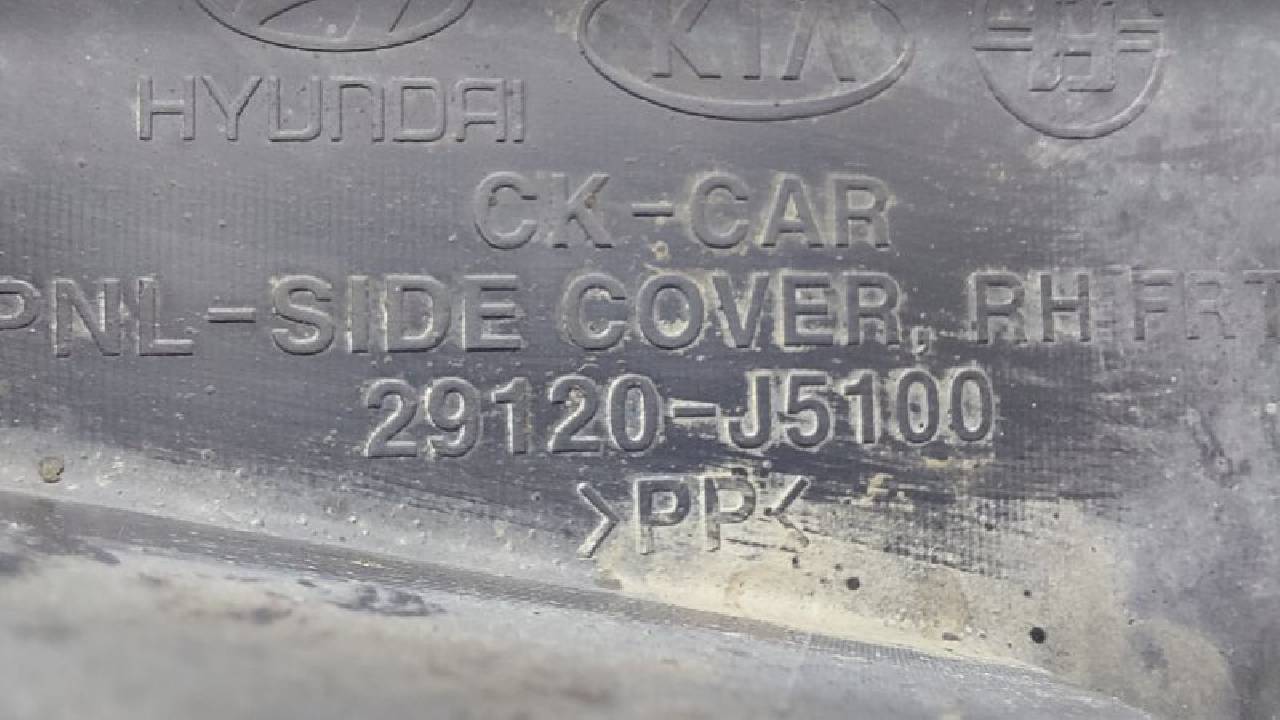 HYUNDAI KIA H
CK-CAR
PNL-SIDE COVER, RH FRT
29120-J5100
>PP<